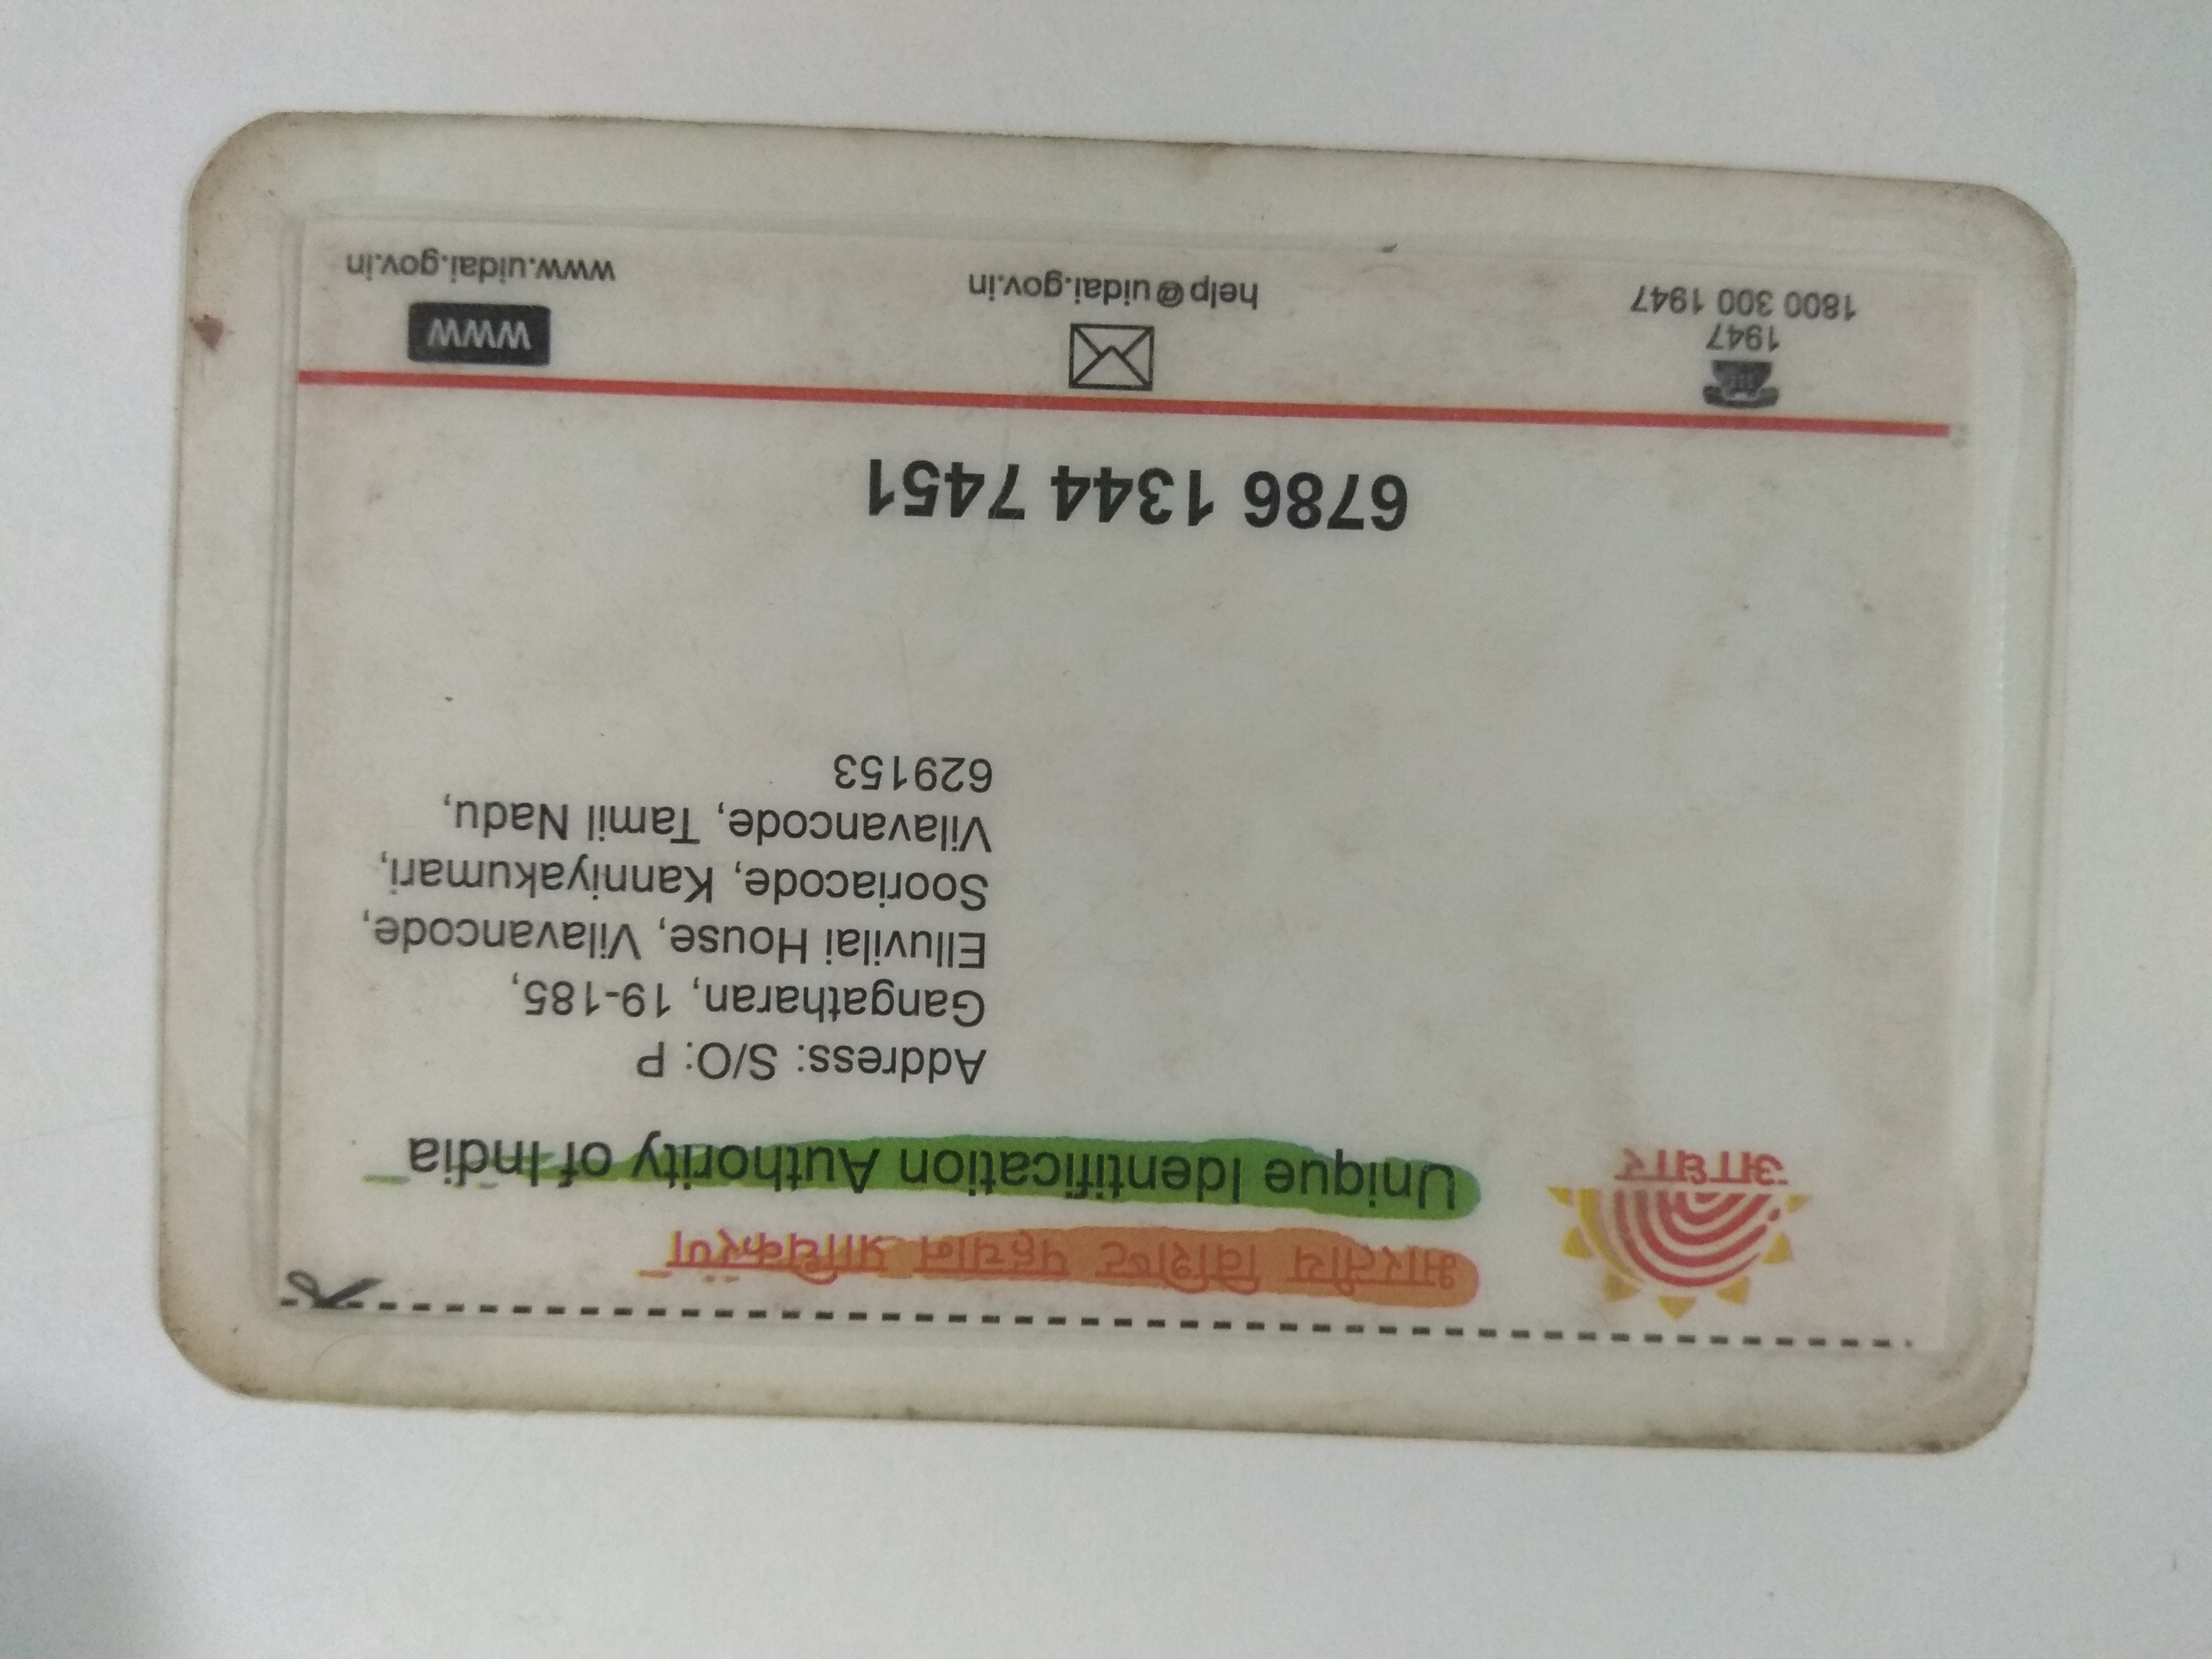 भारतीय विशिष्ट पहचान प्राधिकरण
Unique Identification Authority of India
आधार
Address: S/O: P
Gangatharan, 19-185,
Elluvilai House, Vilavancode,
Sooriacode, Kanniyakumari,
Vilavancode, Tamil Nadu,
629153
6786 1344 7451
1947
1800 300 1947
help@uidai.gov.in
WWW
www.uidai.gov.in